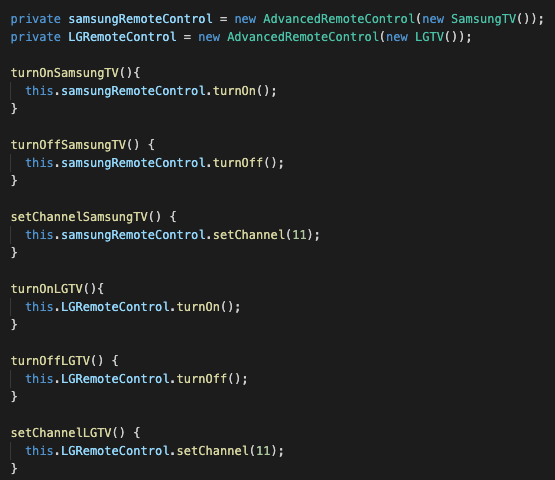 private samsungRemoteControl = new AdvancedRemoteControl(new SamsungTV());
private LGRemoteControl = new AdvancedRemoteControl(new LGTV());

turnOnSamsungTV(){
  this.samsungRemoteControl.turnOn();
}

turnOffSamsungTV() {
  this.samsungRemoteControl.turnOff();
}

setChannelSamsungTV() {
  this.samsungRemoteControl.setChannel(11);
}

turnOnLGTV(){
  this.LGRemoteControl.turnOn();
}

turnOffLGTV() {
  this.LGRemoteControl.turnOff();
}

setChannelLGTV() {
  this.LGRemoteControl.setChannel(11);
}